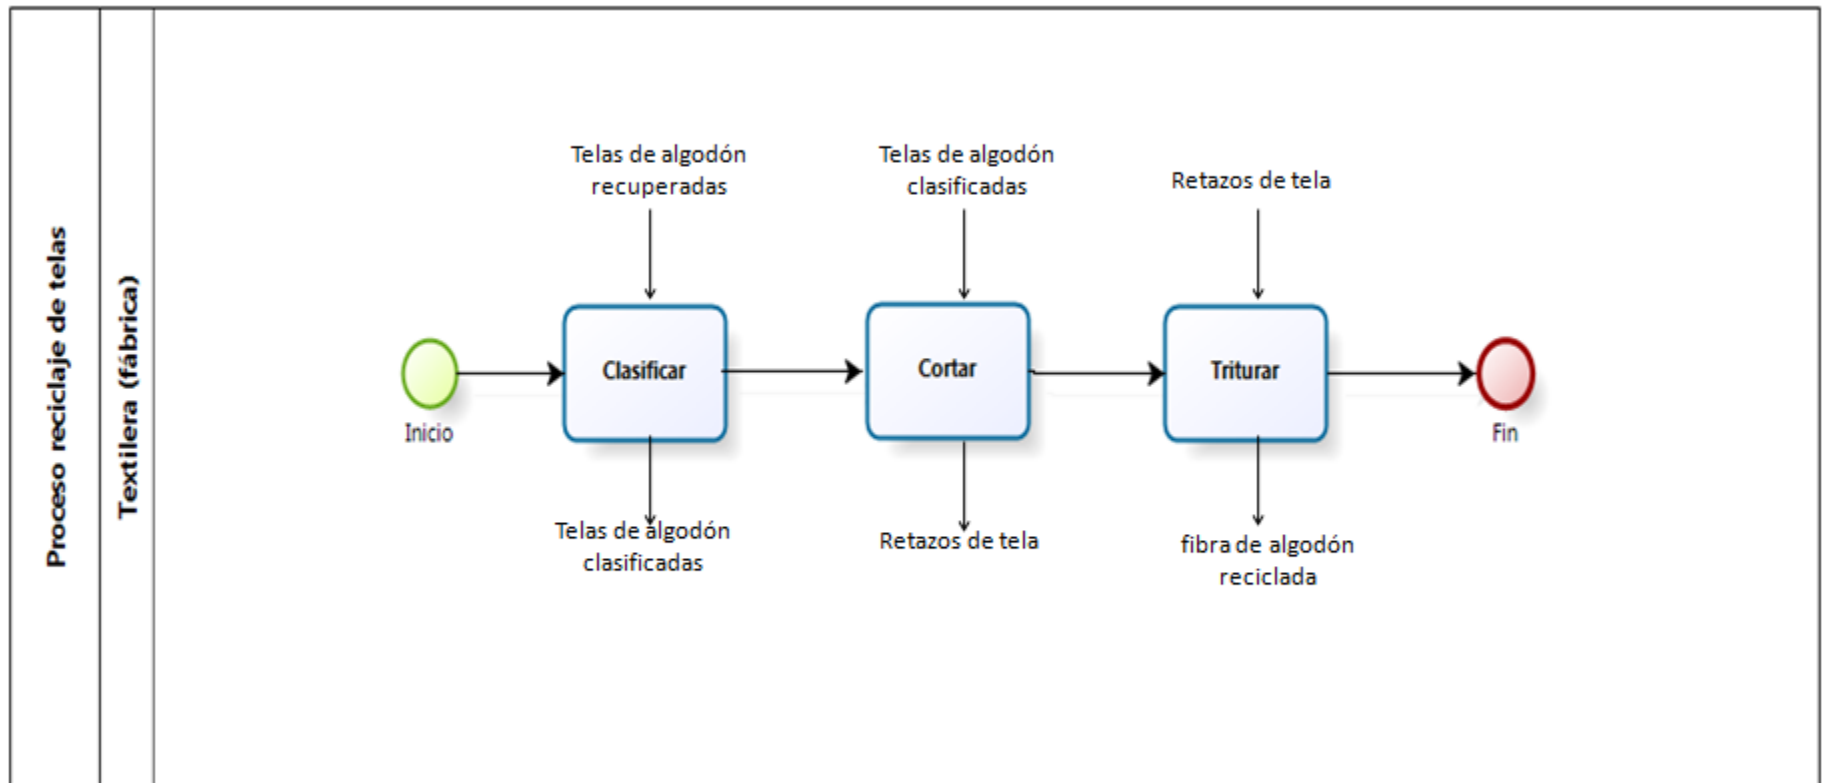 Proceso reciclaje de telas
Textilera (fábrica)
Telas de algodón
recuperadas
Telas de algodón
clasificadas
Retazos de tela
Inicio
Clasificar
Cortar
Triturar
Fin
Telas de algodón
clasificadas
Retazos de tela
fibra de algodón
reciclada